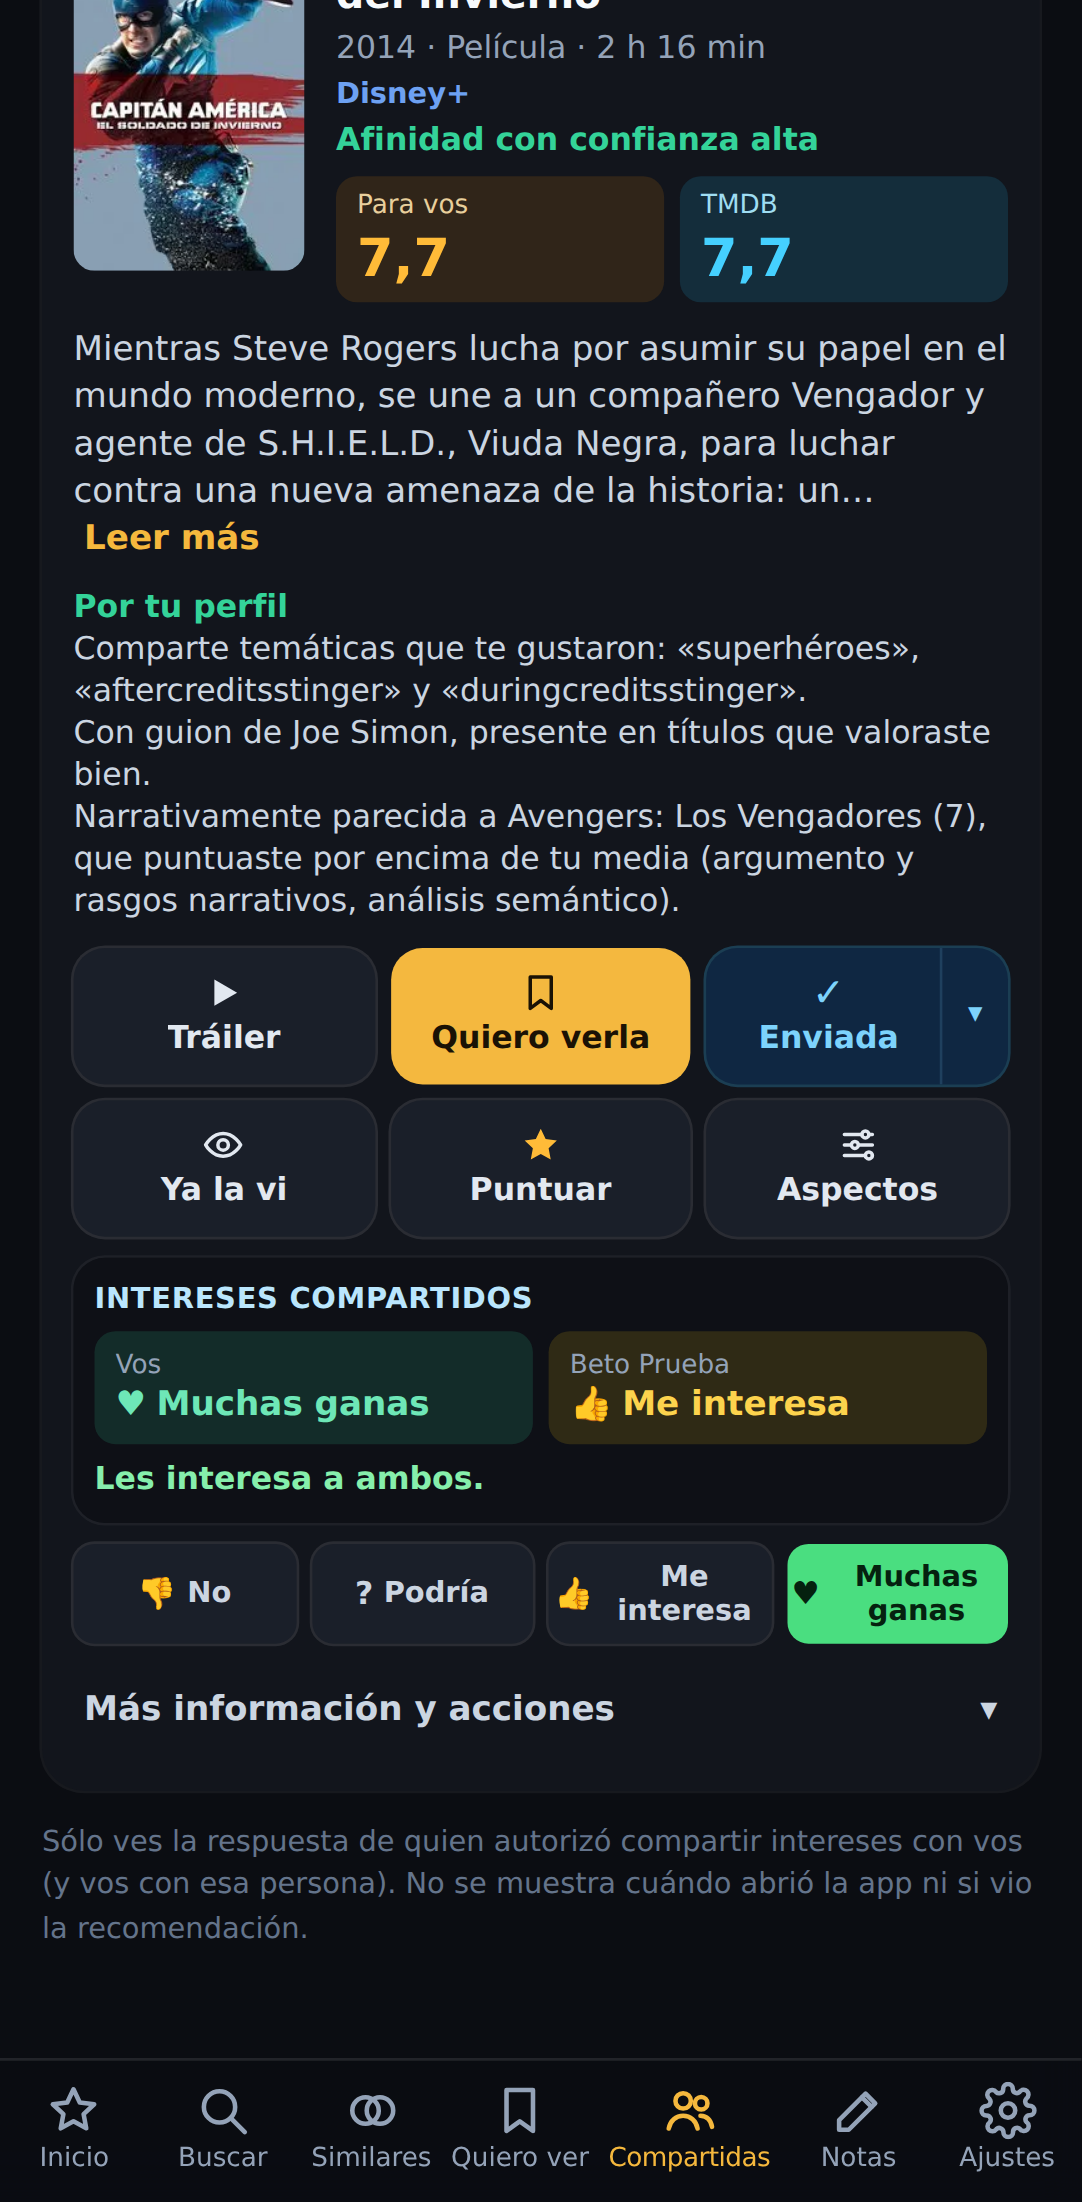 del invierno
2014 · Película · 2 h 16 min
Disney+
Afinidad con confianza alta
CAPITÁN AMÉRICA
EL SOLDADO DE INVIERNO
Para vos
7,7
TMDB
7,7
Mientras Steve Rogers lucha por asumir su papel en el
mundo moderno, se une a un compañero Vengador y
agente de S.H.I.E.L.D., Viuda Negra, para luchar
contra una nueva amenaza de la historia: un...
Leer más
Por tu perfil
Comparte temáticas que te gustaron: «superhéroes»,
«aftercreditsstinger» y «duringcreditsstinger».
Con guion de Joe Simon, presente en títulos que valoraste
bien.
Narrativamente parecida a Avengers: Los Vengadores (7),
que puntuaste por encima de tu media (argumento y
rasgos narrativos, análisis semántico).
Tráiler
Quiero verla
✓
Enviada
▼
Ya la vi
Puntuar
Aspectos
INTERESES COMPARTIDOS
Vos
♥ Muchas ganas
Beto Prueba
👍 Me interesa
Les interesa a ambos.
👎 No
? Podría
👍 Me
interesa
♥ Muchas
ganas
Más información y acciones ▼
Sólo ves la respuesta de quien autorizó compartir intereses con vos
(y vos con esa persona). No se muestra cuándo abrió la app ni si vio
la recomendación.
Inicio
Buscar
Similares
Quiero ver
Compartidas
Notas
Ajustes